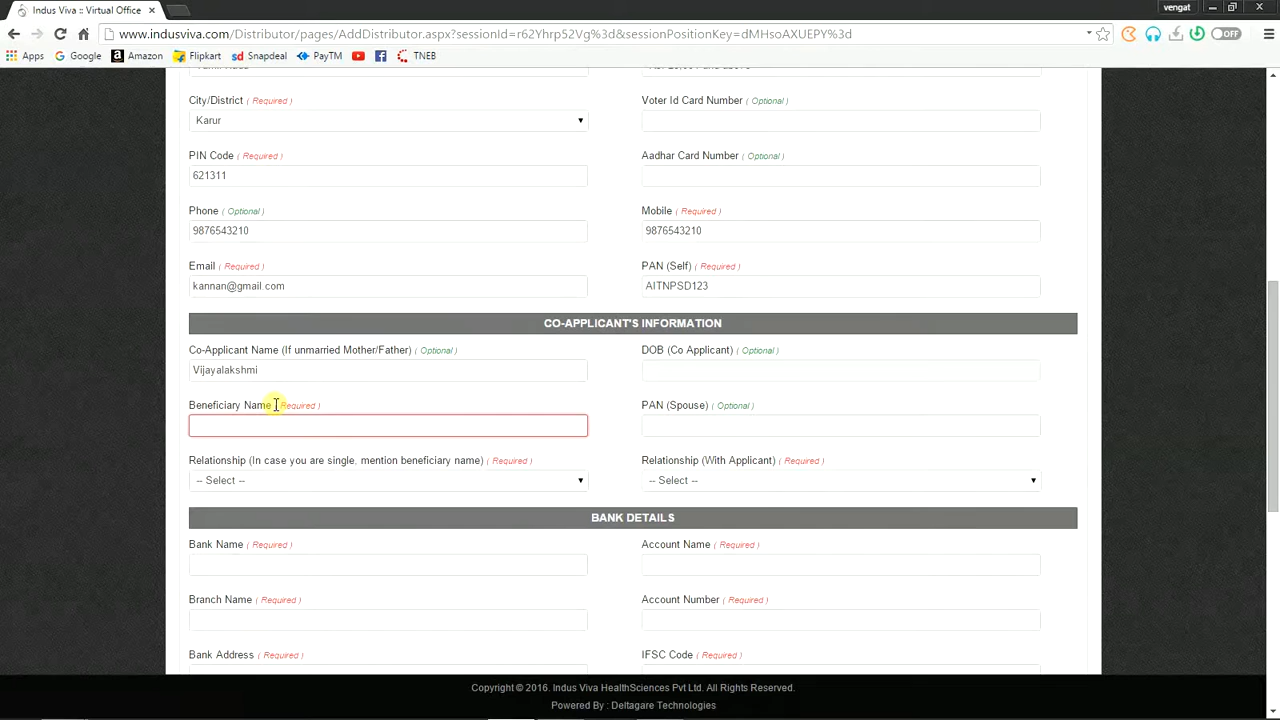 Indus Viva :: Virtual Office
vengat
www.indusviva.com/Distributor/pages/AddDistributor.aspx?sessionId=r62Yhrp52Vg%3d&sessionPositionKey=dMHsoAXUEPY%3d
OFF
Apps Google Amazon Flipkart Snapdeal PayTM TNEB
City/District ( Required ) Voter Id Card Number ( Optional )
Karur
PIN Code ( Required ) Aadhar Card Number ( Optional )
621311
Phone ( Optional ) Mobile ( Required )
9876543210 9876543210
Email ( Required ) PAN (Self) ( Required )
kannan@gmail.com AITNPSD123
CO-APPLICANT'S INFORMATION
Co-Applicant Name (If unmarried Mother/Father) ( Optional ) DOB (Co Applicant) ( Optional )
Vijayalakshmi
Beneficiary Name ( Required ) PAN (Spouse) ( Optional )
Relationship (In case you are single, mention beneficiary name) ( Required ) Relationship (With Applicant) ( Required )
-- Select -- -- Select --
BANK DETAILS
Bank Name ( Required ) Account Name ( Required )
Branch Name ( Required ) Account Number ( Required )
Bank Address ( Required ) IFSC Code ( Required )
Copyright © 2016. Indus Viva HealthSciences Pvt Ltd. All Rights Reserved.
Powered By : Deltagare Technologies